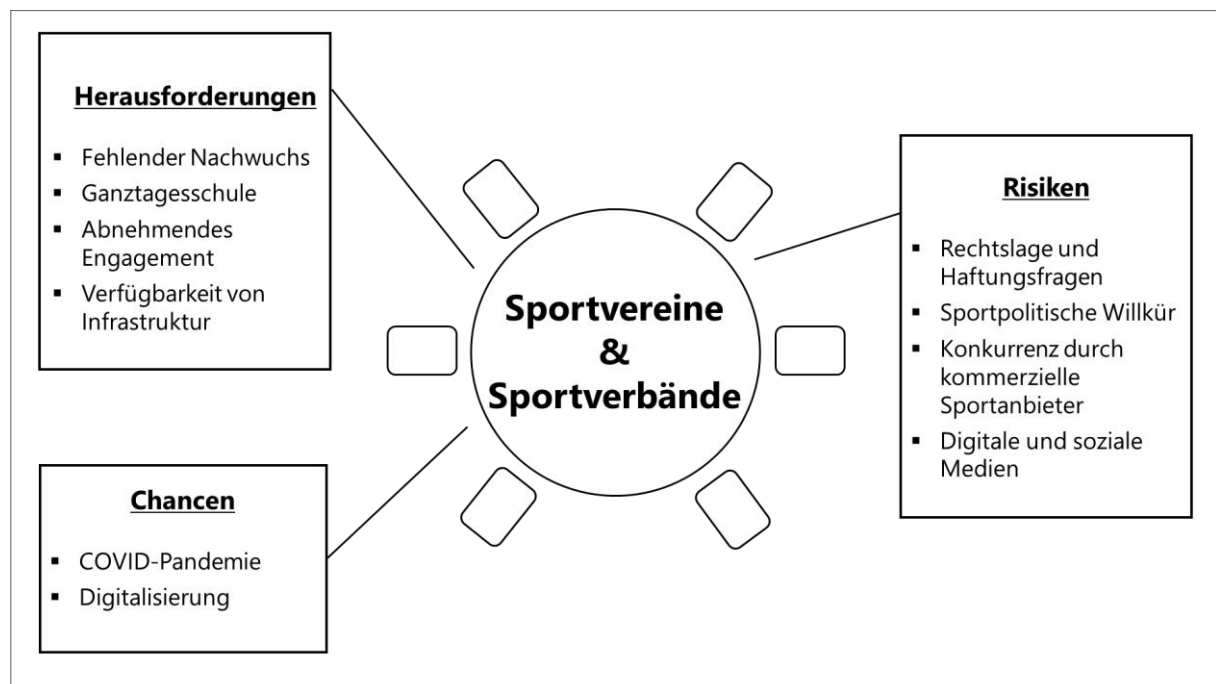 Herausforderungen
▪ Fehlender Nachwuchs
▪ Ganztagesschule
▪ Abnehmendes
Engagement
▪ Verfügbarkeit von
Infrastruktur
Chancen
▪ COVID-Pandemie
▪ Digitalisierung
Sportvereine
&
Sportverbände
Risiken
▪ Rechtslage und
Haftungsfragen
▪ Sportpolitische Willkür
▪ Konkurrenz durch
kommerzielle
Sportanbieter
▪ Digitale und soziale
Medien